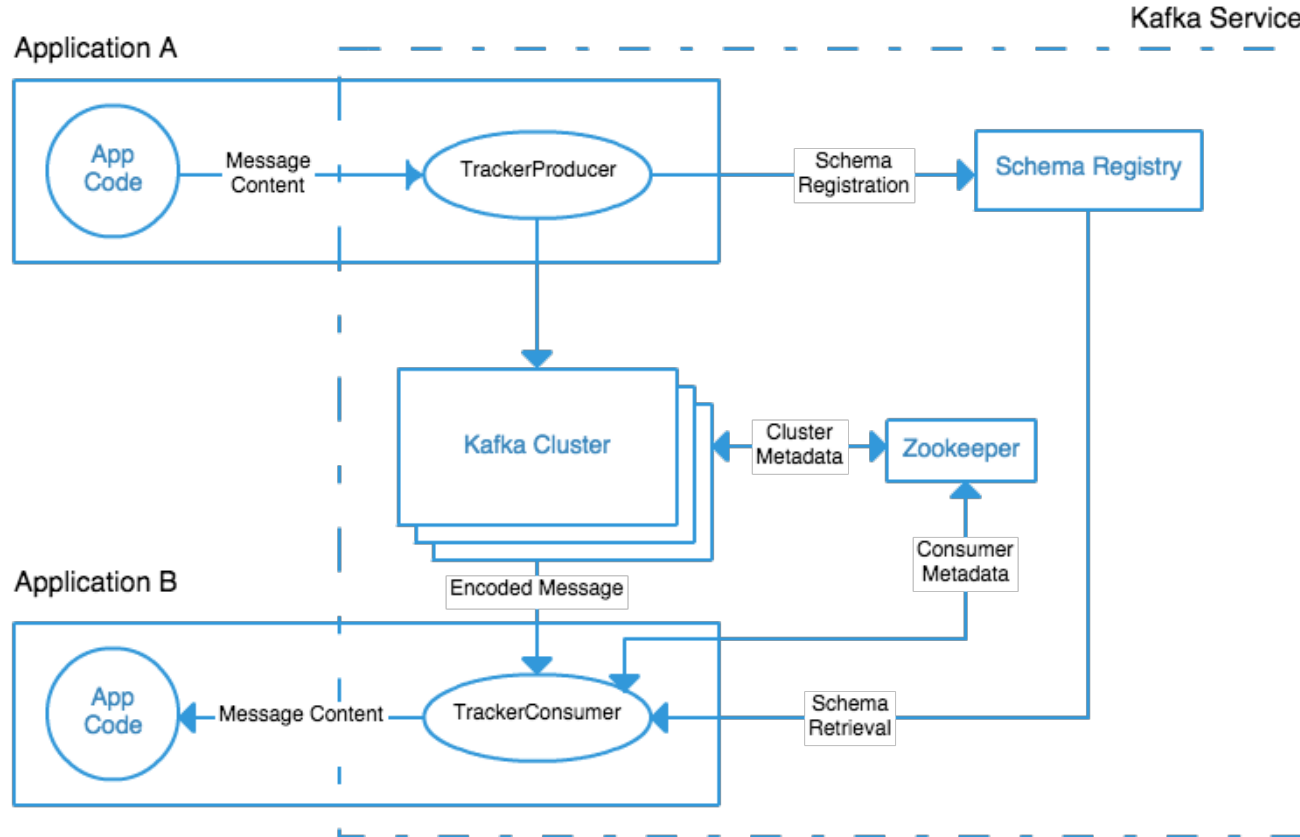 Kafka Service
Application A
App
Code
Message
Content
TrackerProducer
Schema
Registration
Schema Registry
Kafka Cluster
Cluster
Metadata
Zookeeper
Consumer
Metadata
Encoded Message
Application B
App
Code
Message Content
TrackerConsumer
Schema
Retrieval